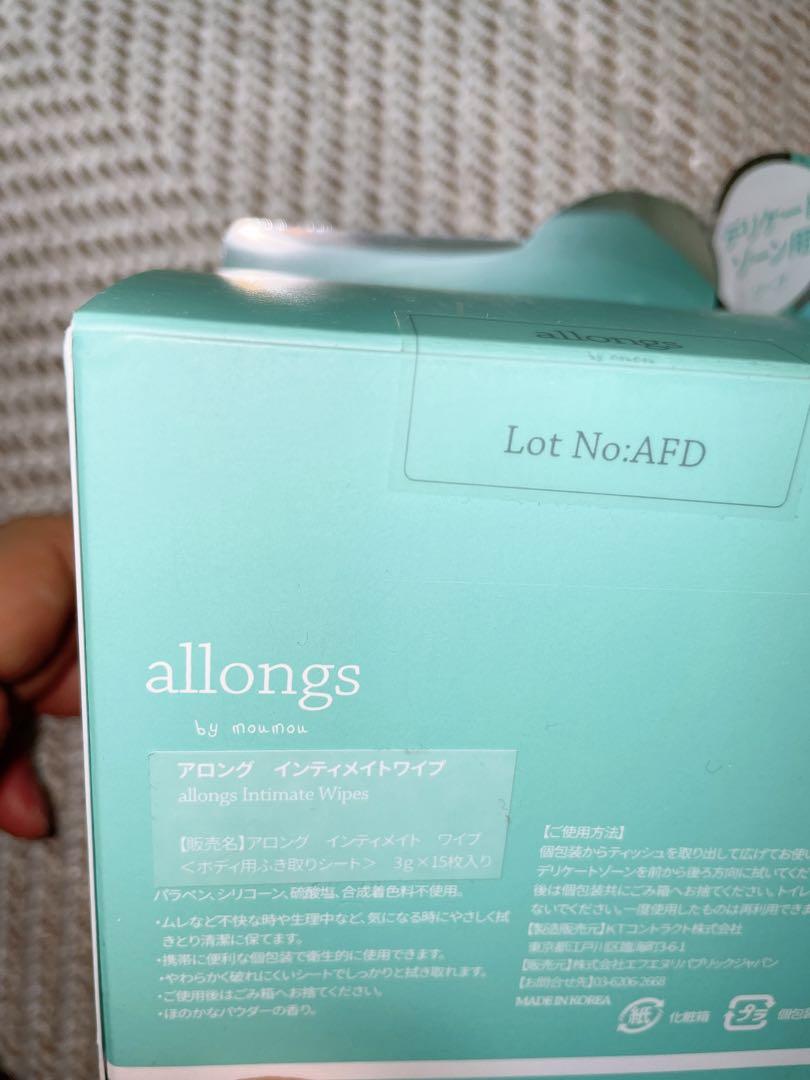 デリケート
ゾーン用
allongs
by moumou
Lot No:AFD
allongs
by moumou
アロング インティメイトワイプ
allongs Intimate Wipes
【販売名】アロング インティメイト ワイプ
<ボディ用ふき取りシート> 3g×15枚入り
パラベン、シリコーン、硫酸塩、合成着色料不使用。
・ムレなど不快な時や生理中など、気になる時にやさしく拭
きとり清潔に保てます。
・携帯に便利な個包装で衛生的に使用できます。
・やわらかく破れにくいシートでしっかりと拭き取れます。
・ご使用後はごみ箱へお捨てください。
・ほのかなパウダーの香り。
【ご使用方法】
個包装からティッシュを取り出して広げてお使い
デリケートゾーンを前から後ろ方向に拭いてくだ
後は個包装共にごみ箱へお捨てください。トイレ
ないでください。一度使用したものは再利用できま
【製造販売元】KTコントラクト株式会社
東京都江戸川区臨海町3-6-1
【販売元】株式会社エフエヌリパブリックジャパン
【お問合せ先】03-6206-2668
MADE IN KOREA
紙 化粧箱 プラ 個包装